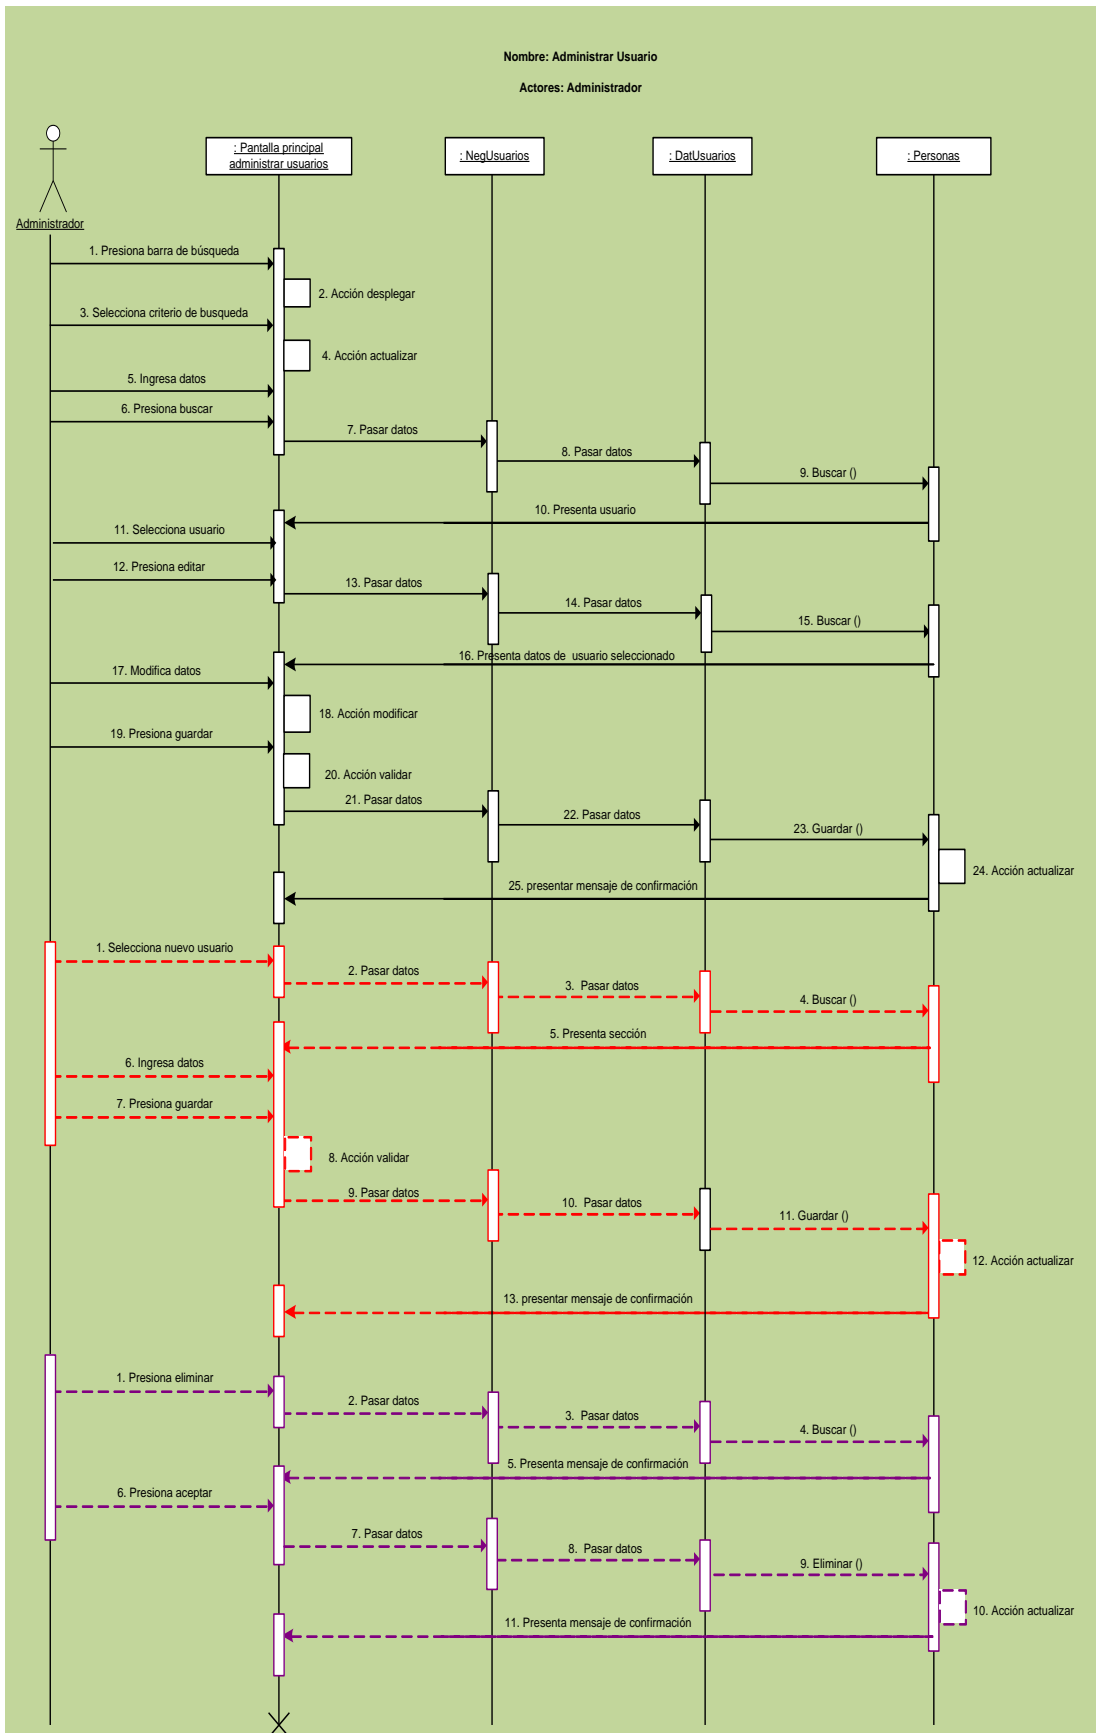 Nombre: Administrar Usuario
Actores: Administrador
: Pantalla principal
administrar usuarios
: NegUsuarios
: DatUsuarios
: Personas
Administrador
1. Presiona barra de búsqueda
2. Acción desplegar
3. Selecciona criterio de busqueda
4. Acción actualizar
5. Ingresa datos
6. Presiona buscar
7. Pasar datos
8. Pasar datos
9. Buscar ()
10. Presenta usuario
11. Selecciona usuario
12. Presiona editar
13. Pasar datos
14. Pasar datos
15. Buscar ()
16. Presenta datos de  usuario seleccionado
17. Modifica datos
18. Acción modificar
19. Presiona guardar
20. Acción validar
21. Pasar datos
22. Pasar datos
23. Guardar ()
24. Acción actualizar
25. presentar mensaje de confirmación
1. Selecciona nuevo usuario
2. Pasar datos
3.  Pasar datos
4. Buscar ()
5. Presenta sección
6. Ingresa datos
7. Presiona guardar
8. Acción validar
9. Pasar datos
10.  Pasar datos
11. Guardar ()
12. Acción actualizar
13. presentar mensaje de confirmación
1. Presiona eliminar
2. Pasar datos
3.  Pasar datos
4. Buscar ()
5. Presenta mensaje de confirmación
6. Presiona aceptar
7. Pasar datos
8.  Pasar datos
9. Eliminar ()
10. Acción actualizar
11. Presenta mensaje de confirmación